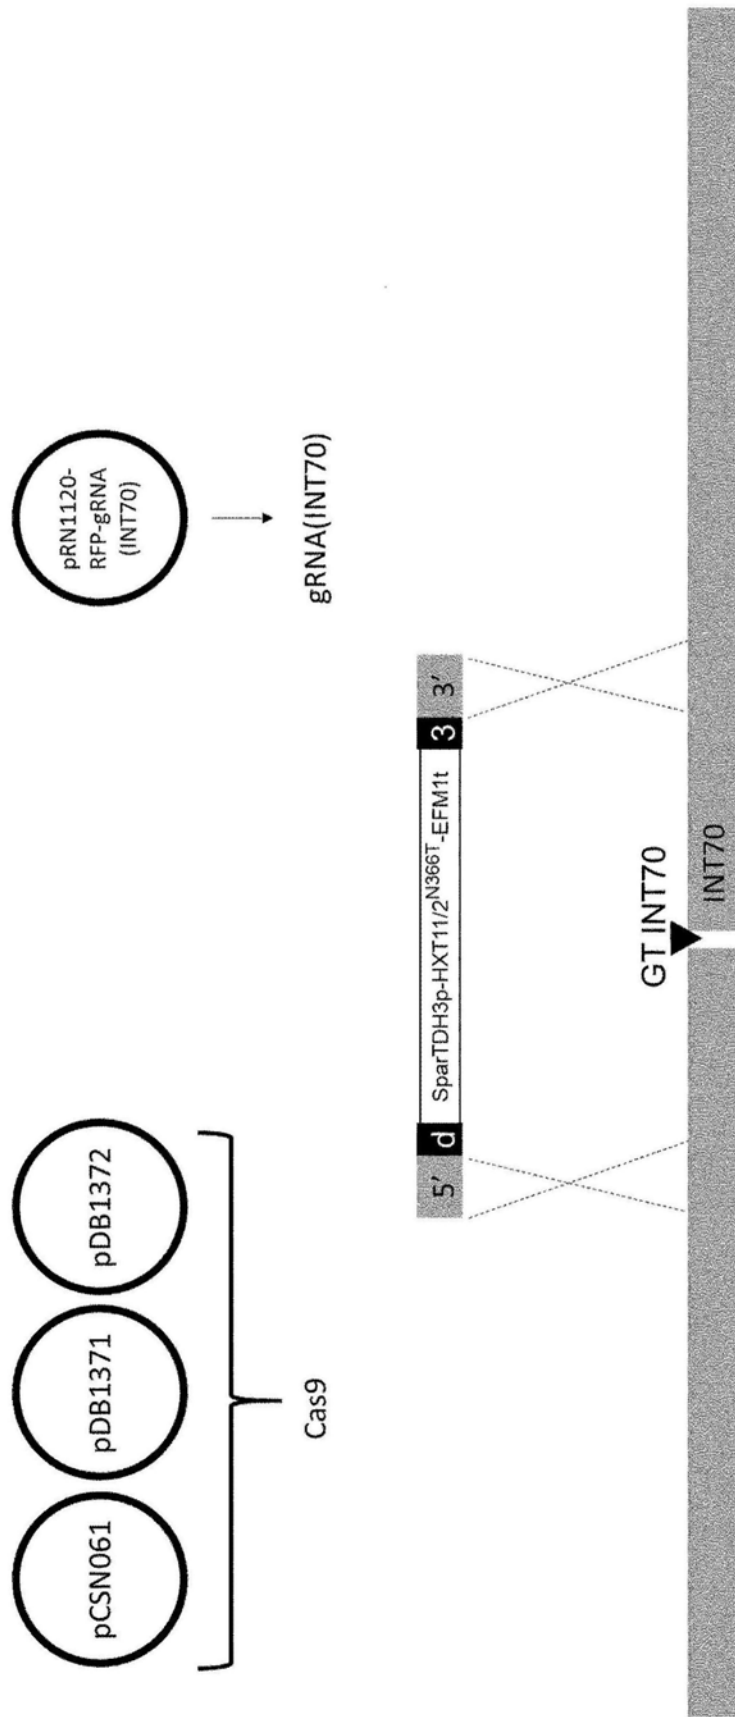 pCSN061
pDB1371
pDB1372
Cas9
pRN1120-
RFP-gRNA
(INT70)
gRNA(INT70)
5' d SparTDH3p-HXT11/2N366T-EFM1t 3 3'
GT INT70
INT70